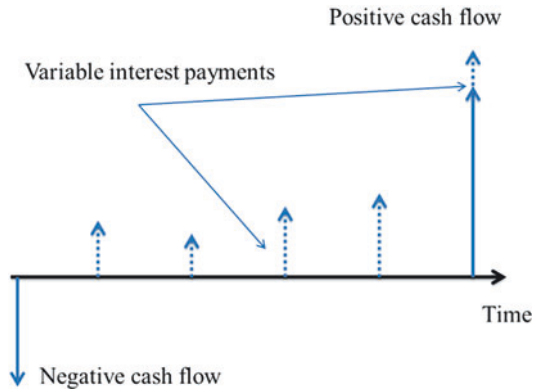 Positive cash flow
Variable interest payments
Time
Negative cash flow